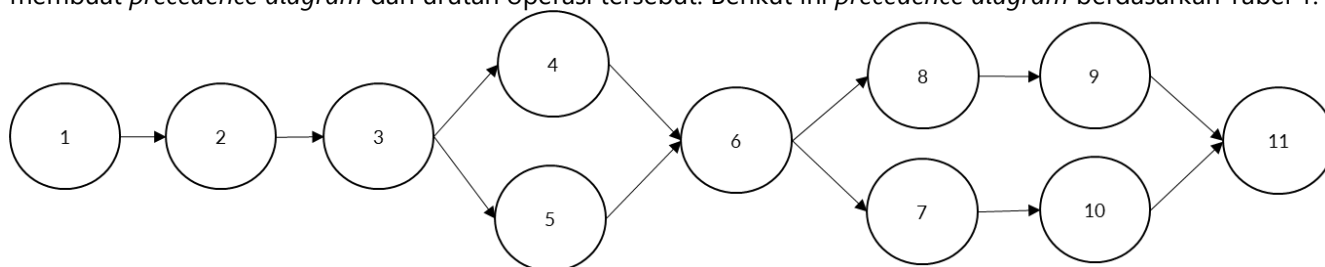 membuat precedence diagram dari urutan operasi tersebut. Berikut ini precedence diagram berdasarkan Tabel 1.
1 2 3 4 5 6 8 9 7 10 11